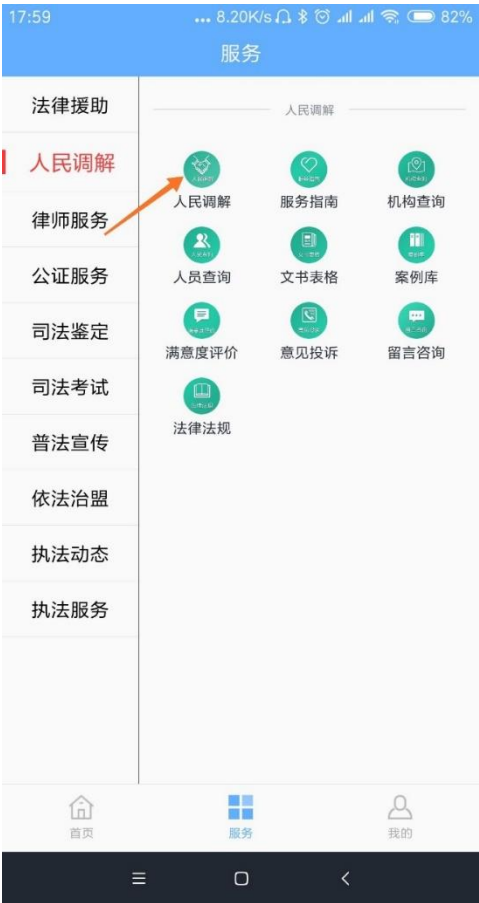 17:59 ... 8.20K/s 82%
服务
法律援助
人民调解
律师服务
公证服务
司法鉴定
司法考试
普法宣传
依法治盟
执法动态
执法服务
人民调解
人民调解 服务指南 机构查询
人员查询 文书表格 案例库
满意度评价 意见投诉 留言咨询
法律法规
首页 服务 我的